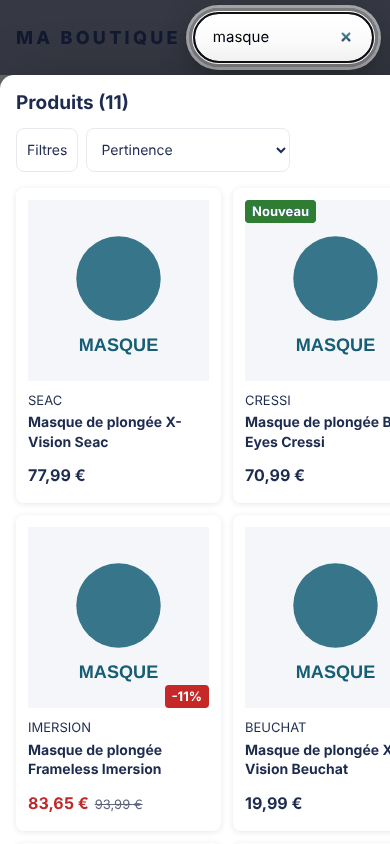 MA BOUTIQUE
masque
Produits (11)
Filtres
Pertinence
MASQUE
SEAC
Masque de plongée X-
Vision Seac
77,99 €
Nouveau
MASQUE
CRESSI
Masque de plongée
Eyes Cressi
70,99 €
MASQUE
-11%
IMERSION
Masque de plongée
Frameless Imersion
83,65 € 93,99 €
MASQUE
BEUCHAT
Masque de plongée
Vision Beuchat
19,99 €